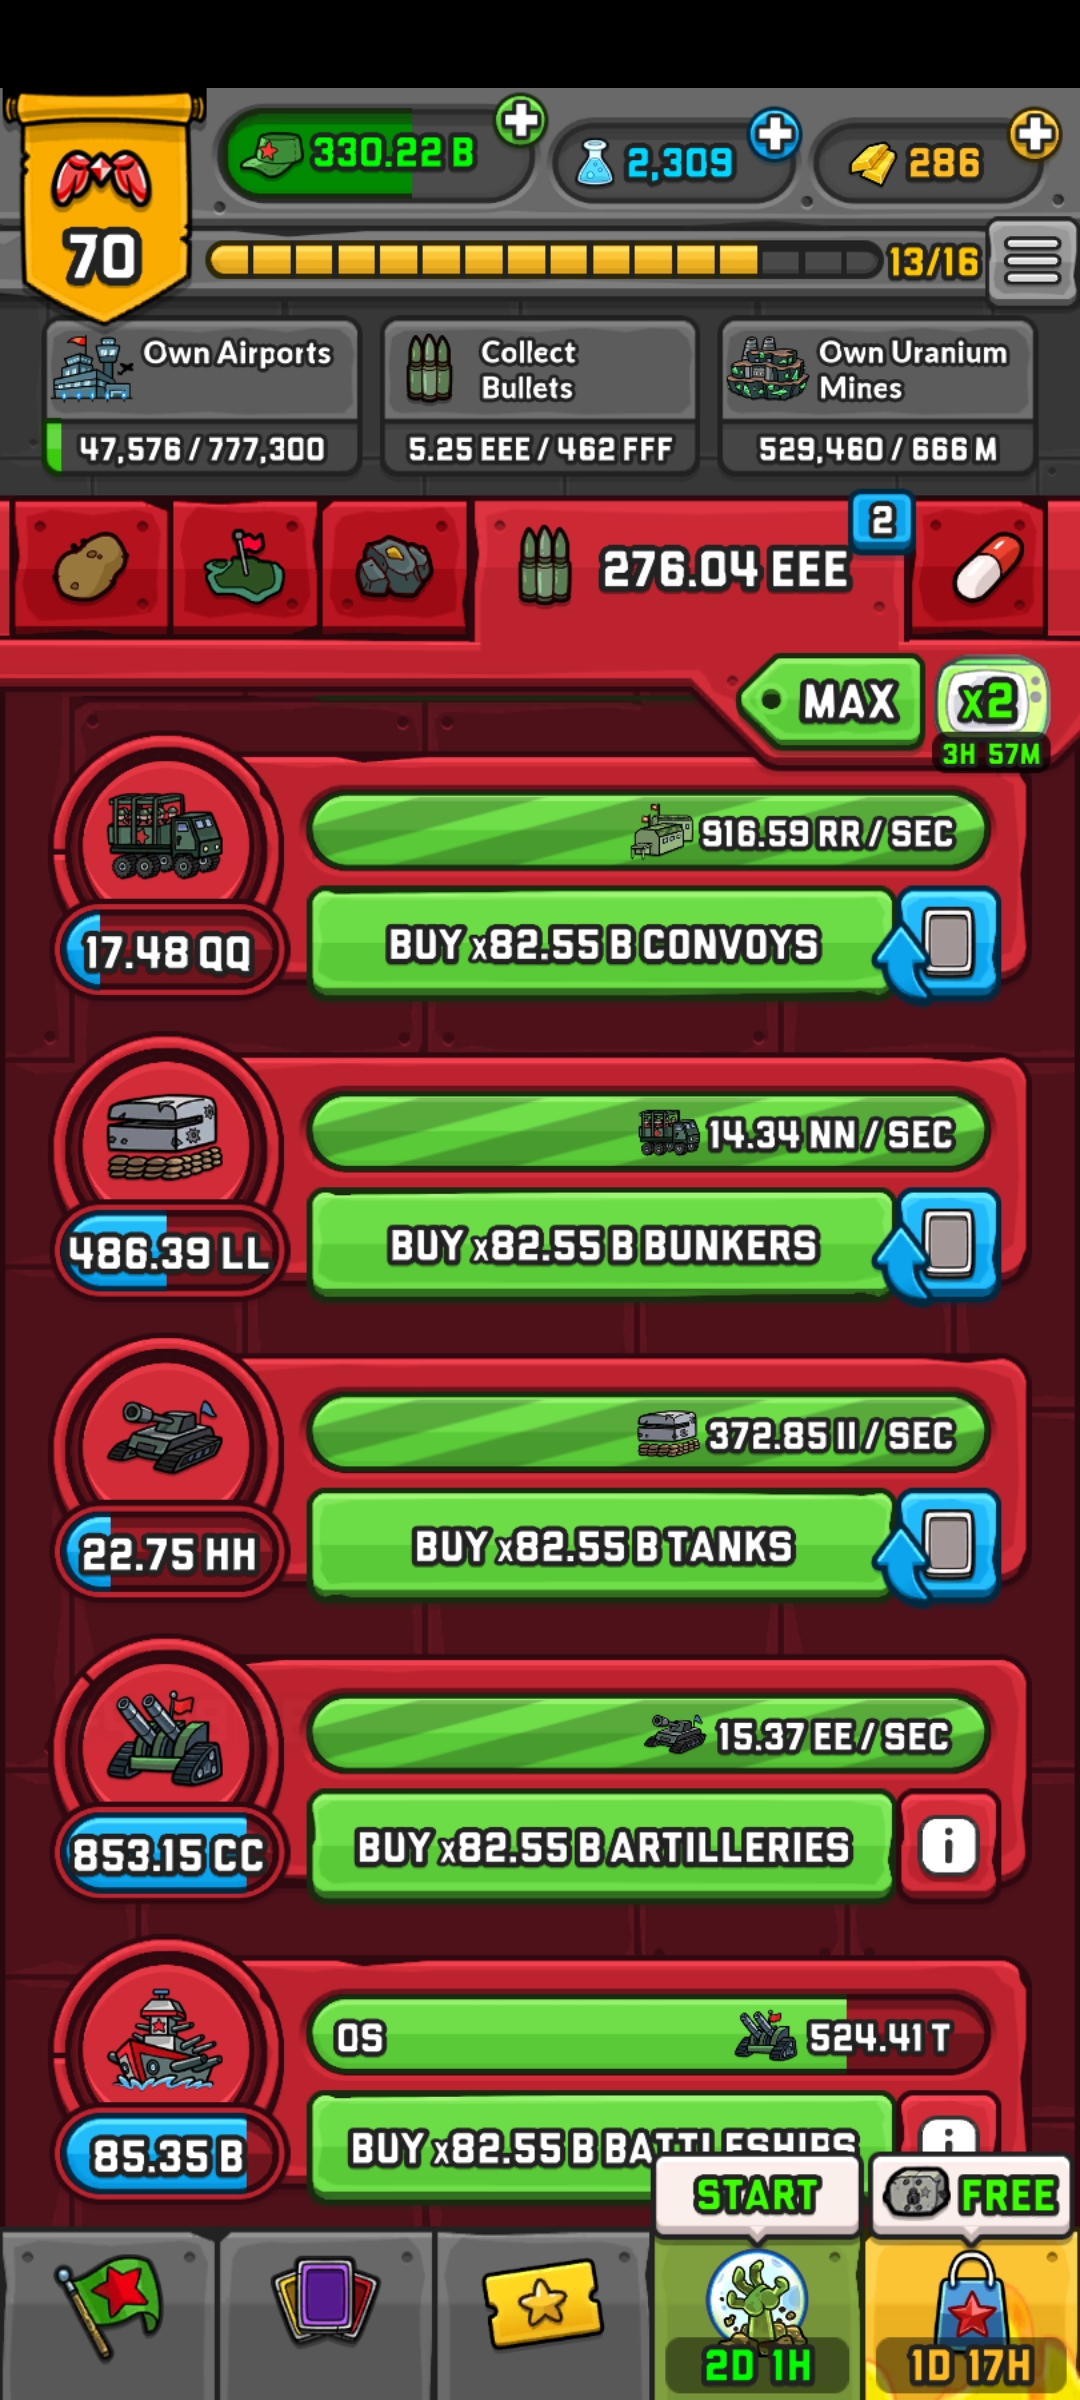 330.22 B
2,309
286
70
13/16
Own Airports
47,576 / 777,300
Collect
Bullets
5.25 EEE / 462 FFF
Own Uranium
Mines
529,460 / 666 M
276.04 EEE
2
MAX
x2
3H 57M
916.59 RR / SEC
17.48 QQ
BUY x82.55 B CONVOYS
14.34 NN / SEC
486.39 LL
BUY x82.55 B BUNKERS
372.85 II / SEC
22.75 HH
BUY x82.55 B TANKS
15.37 EE / SEC
853.15 CC
BUY x82.55 B ARTILLERIES
i
0S
524.41 T
85.35 B
BUY x82.55 B BATTLESHIPS
i
START
FREE
2D 1H
1D 17H